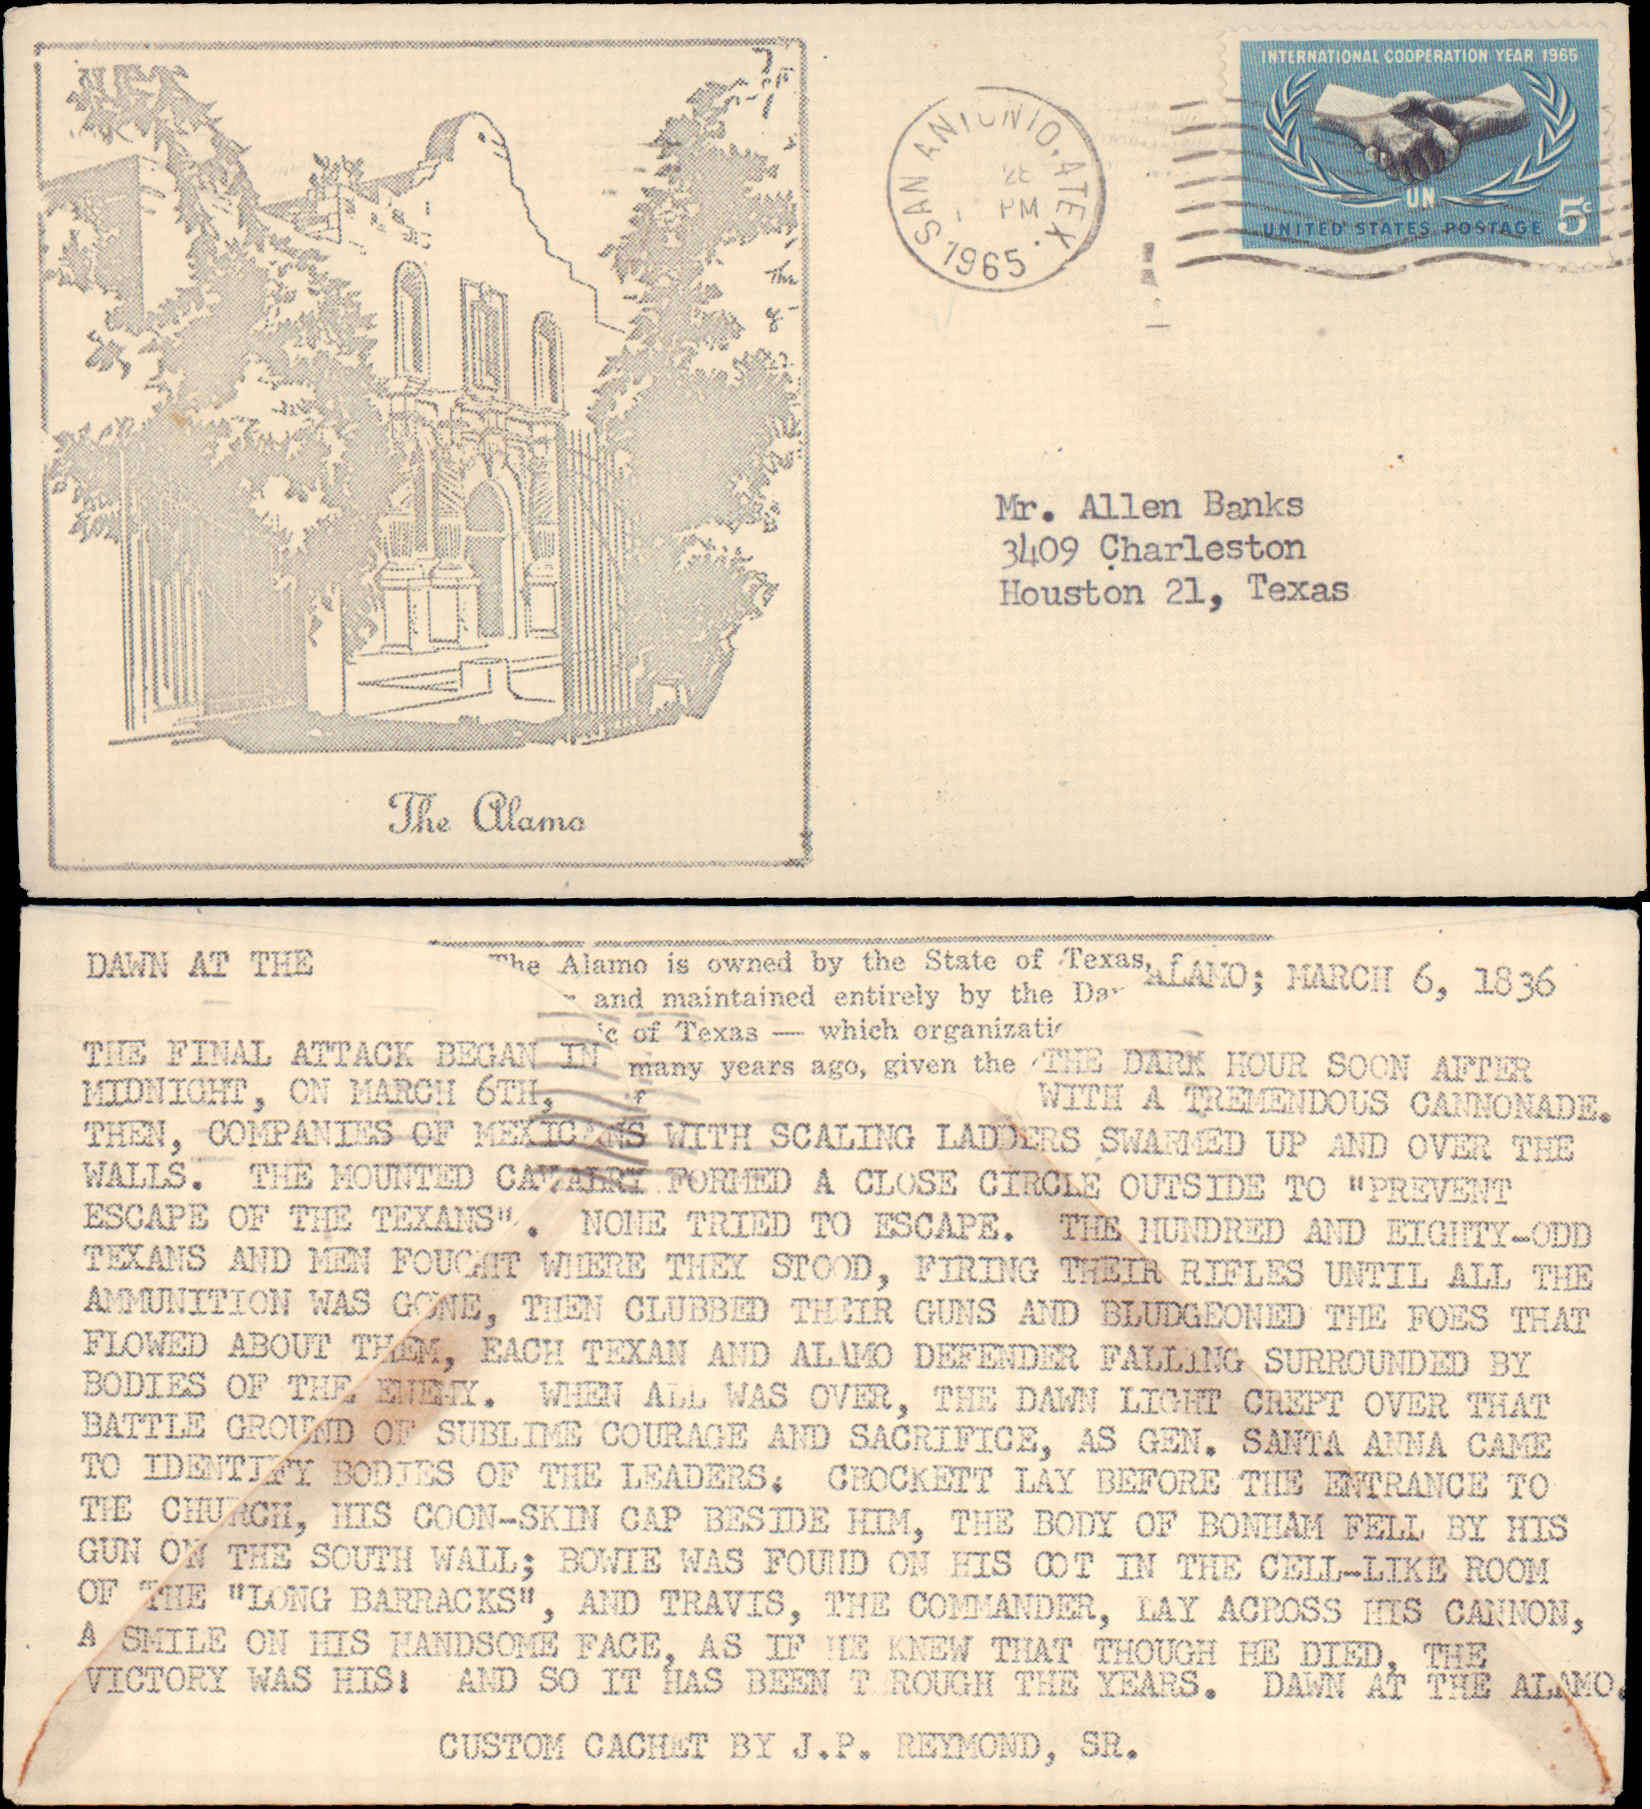 INTERNATIONAL COOPERATION YEAR 1965
UN
UNITED STATES POSTAGE 5c
SAN ANTONIO, TEX
PM
1965
Mr. Allen Banks
3409 Charleston
Houston 21, Texas
The Alamo
DAWN AT THE ALAMO; MARCH 6, 1836
The Alamo is owned by the State of Texas,
and maintained entirely by the
of Texas — which
many years ago, given the
THE FINAL ATTACK BEGAN IN THE DARK HOUR SOON AFTER
MIDNIGHT, ON MARCH 6TH, WITH A TREMENDOUS CANNONADE.
THEN, COMPANIES OF MEXICANS WITH SCALING LADDERS SWARMED UP AND OVER THE
WALLS. THE MOUNTED CAVALRY FORMED A CLOSE CIRCLE OUTSIDE TO "PREVENT
ESCAPE OF THE TEXANS". NONE TRIED TO ESCAPE. THE HUNDRED AND EIGHTY-ODD
TEXANS AND MEN FOUGHT WHERE THEY STOOD, FIRING THEIR RIFLES UNTIL ALL THE
AMMUNITION WAS GONE, THEN CLUBBED THEIR GUNS AND BLUDGEONED THE FOES THAT
FLOWED ABOUT THEM, EACH TEXAN AND ALAMO DEFENDER FALLING SURROUNDED BY
BODIES OF THE ENEMY. WHEN ALL WAS OVER, THE DAWN LIGHT CREPT OVER THAT
BATTLE GROUND OF SUBLIME COURAGE AND SACRIFICE, AS GEN. SANTA ANNA CAME
TO IDENTIFY BODIES OF THE LEADERS. CROCKETT LAY BEFORE THE ENTRANCE TO
THE CHURCH, HIS COON-SKIN CAP BESIDE HIM, THE BODY OF BONHAM FELL BY HIS
GUN ON THE SOUTH WALL; BOWIE WAS FOUND ON HIS COT IN THE CELL-LIKE ROOM
OF THE "LONG BARRACKS", AND TRAVIS, THE COMMANDER, LAY ACROSS HIS CANNON,
A SMILE ON HIS HANDSOME FACE, AS IF HE KNEW THAT THOUGH HE DIED, THE
VICTORY WAS HIS! AND SO IT HAS BEEN T ROUGH THE YEARS. DAWN AT THE ALAMO.
CUSTOM CACHET BY J.P. REYMOND, SR.